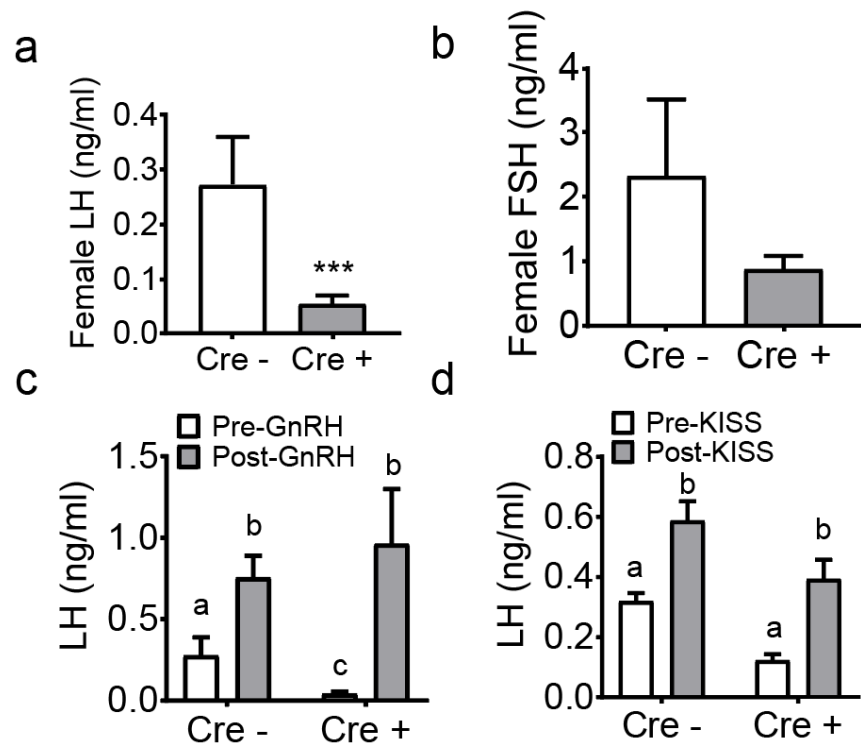 a
Female LH (ng/ml)
0.4
0.3
0.2
0.1
0.0
***
Cre - Cre +
b
Female FSH (ng/ml)
4
3
2
1
0
Cre - Cre +
c
Pre-GnRH
Post-GnRH
LH (ng/ml)
1.5
1.0
0.5
0.0
a
b
c
b
Cre - Cre +
d
Pre-KISS
Post-KISS
LH (ng/ml)
0.8
0.6
0.4
0.2
0.0
a
b
a
b
Cre - Cre +